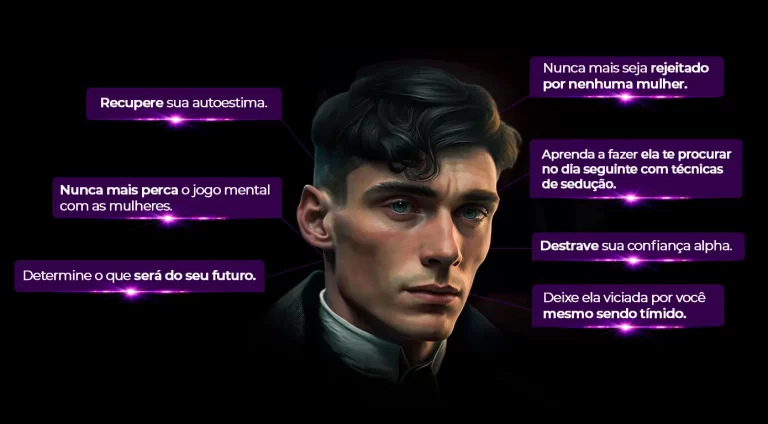 Recupere sua autoestima.
Nunca mais perca o jogo mental
com as mulheres.
Determine o que será do seu futuro.
Nunca mais seja rejeitado
por nenhuma mulher.
Aprenda a fazer ela te procurar
no dia seguinte com técnicas
de sedução.
Destrave sua confiança alpha.
Deixe ela viciada por você
mesmo sendo tímido.